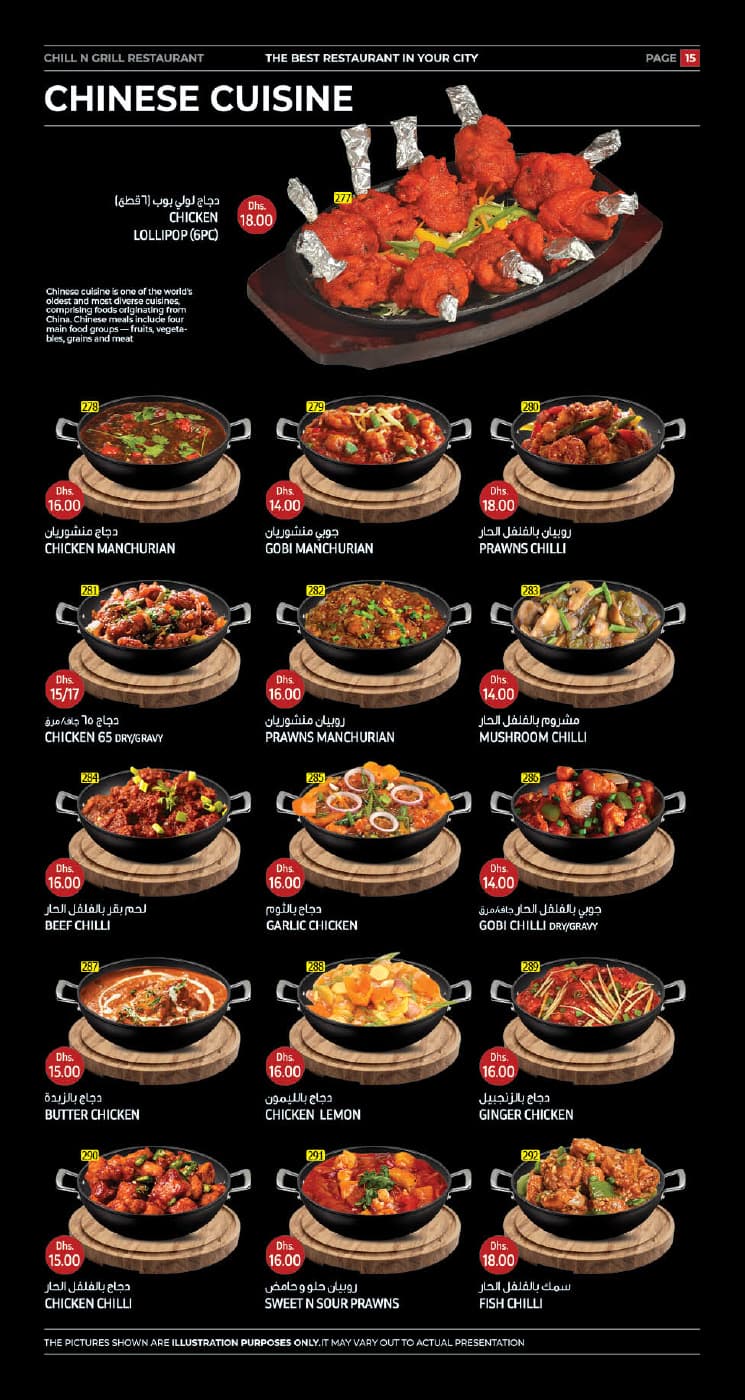 CHILL N GRILL RESTAURANT
THE BEST RESTAURANT IN YOUR CITY
PAGE 15
CHINESE CUISINE
277
دجاج لولي بوب (٦قطع)
CHICKEN
LOLLIPOP (6PC)
Dhs.
18.00
Chinese cuisine is one of the world's
oldest and most diverse cuisines,
comprising foods originating from
China. Chinese meals include four
main food groups — fruits, vegeta-
bles, grains and meat
278
Dhs.
16.00
دجاج منشوريان
CHICKEN MANCHURIAN
279
Dhs.
14.00
جوبي منشوريان
GOBI MANCHURIAN
280
Dhs.
18.00
روبيان بالفلفل الحار
PRAWNS CHILLI
281
Dhs.
15/17
دجاج ٦٥ جاف/مرق
CHICKEN 65 DRY/GRAVY
282
Dhs.
16.00
روبيان منشوريان
PRAWNS MANCHURIAN
283
Dhs.
14.00
مشروم بالفلفل الحار
MUSHROOM CHILLI
284
Dhs.
16.00
لحم بقر بالفلفل الحار
BEEF CHILLI
285
Dhs.
16.00
دجاج بالثوم
GARLIC CHICKEN
286
Dhs.
14.00
جوبي بالفلفل الحار جاف/مرق
GOBI CHILLI DRY/GRAVY
287
Dhs.
15.00
دجاج بالزبدة
BUTTER CHICKEN
288
Dhs.
16.00
دجاج بالليمون
CHICKEN LEMON
289
Dhs.
16.00
دجاج بالزنجبيل
GINGER CHICKEN
290
Dhs.
15.00
دجاج بالفلفل الحار
CHICKEN CHILLI
291
Dhs.
16.00
روبيان حلو و حامض
SWEET N SOUR PRAWNS
292
Dhs.
18.00
سمك بالفلفل الحار
FISH CHILLI
THE PICTURES SHOWN ARE ILLUSTRATION PURPOSES ONLY.IT MAY VARY OUT TO ACTUAL PRESENTATION